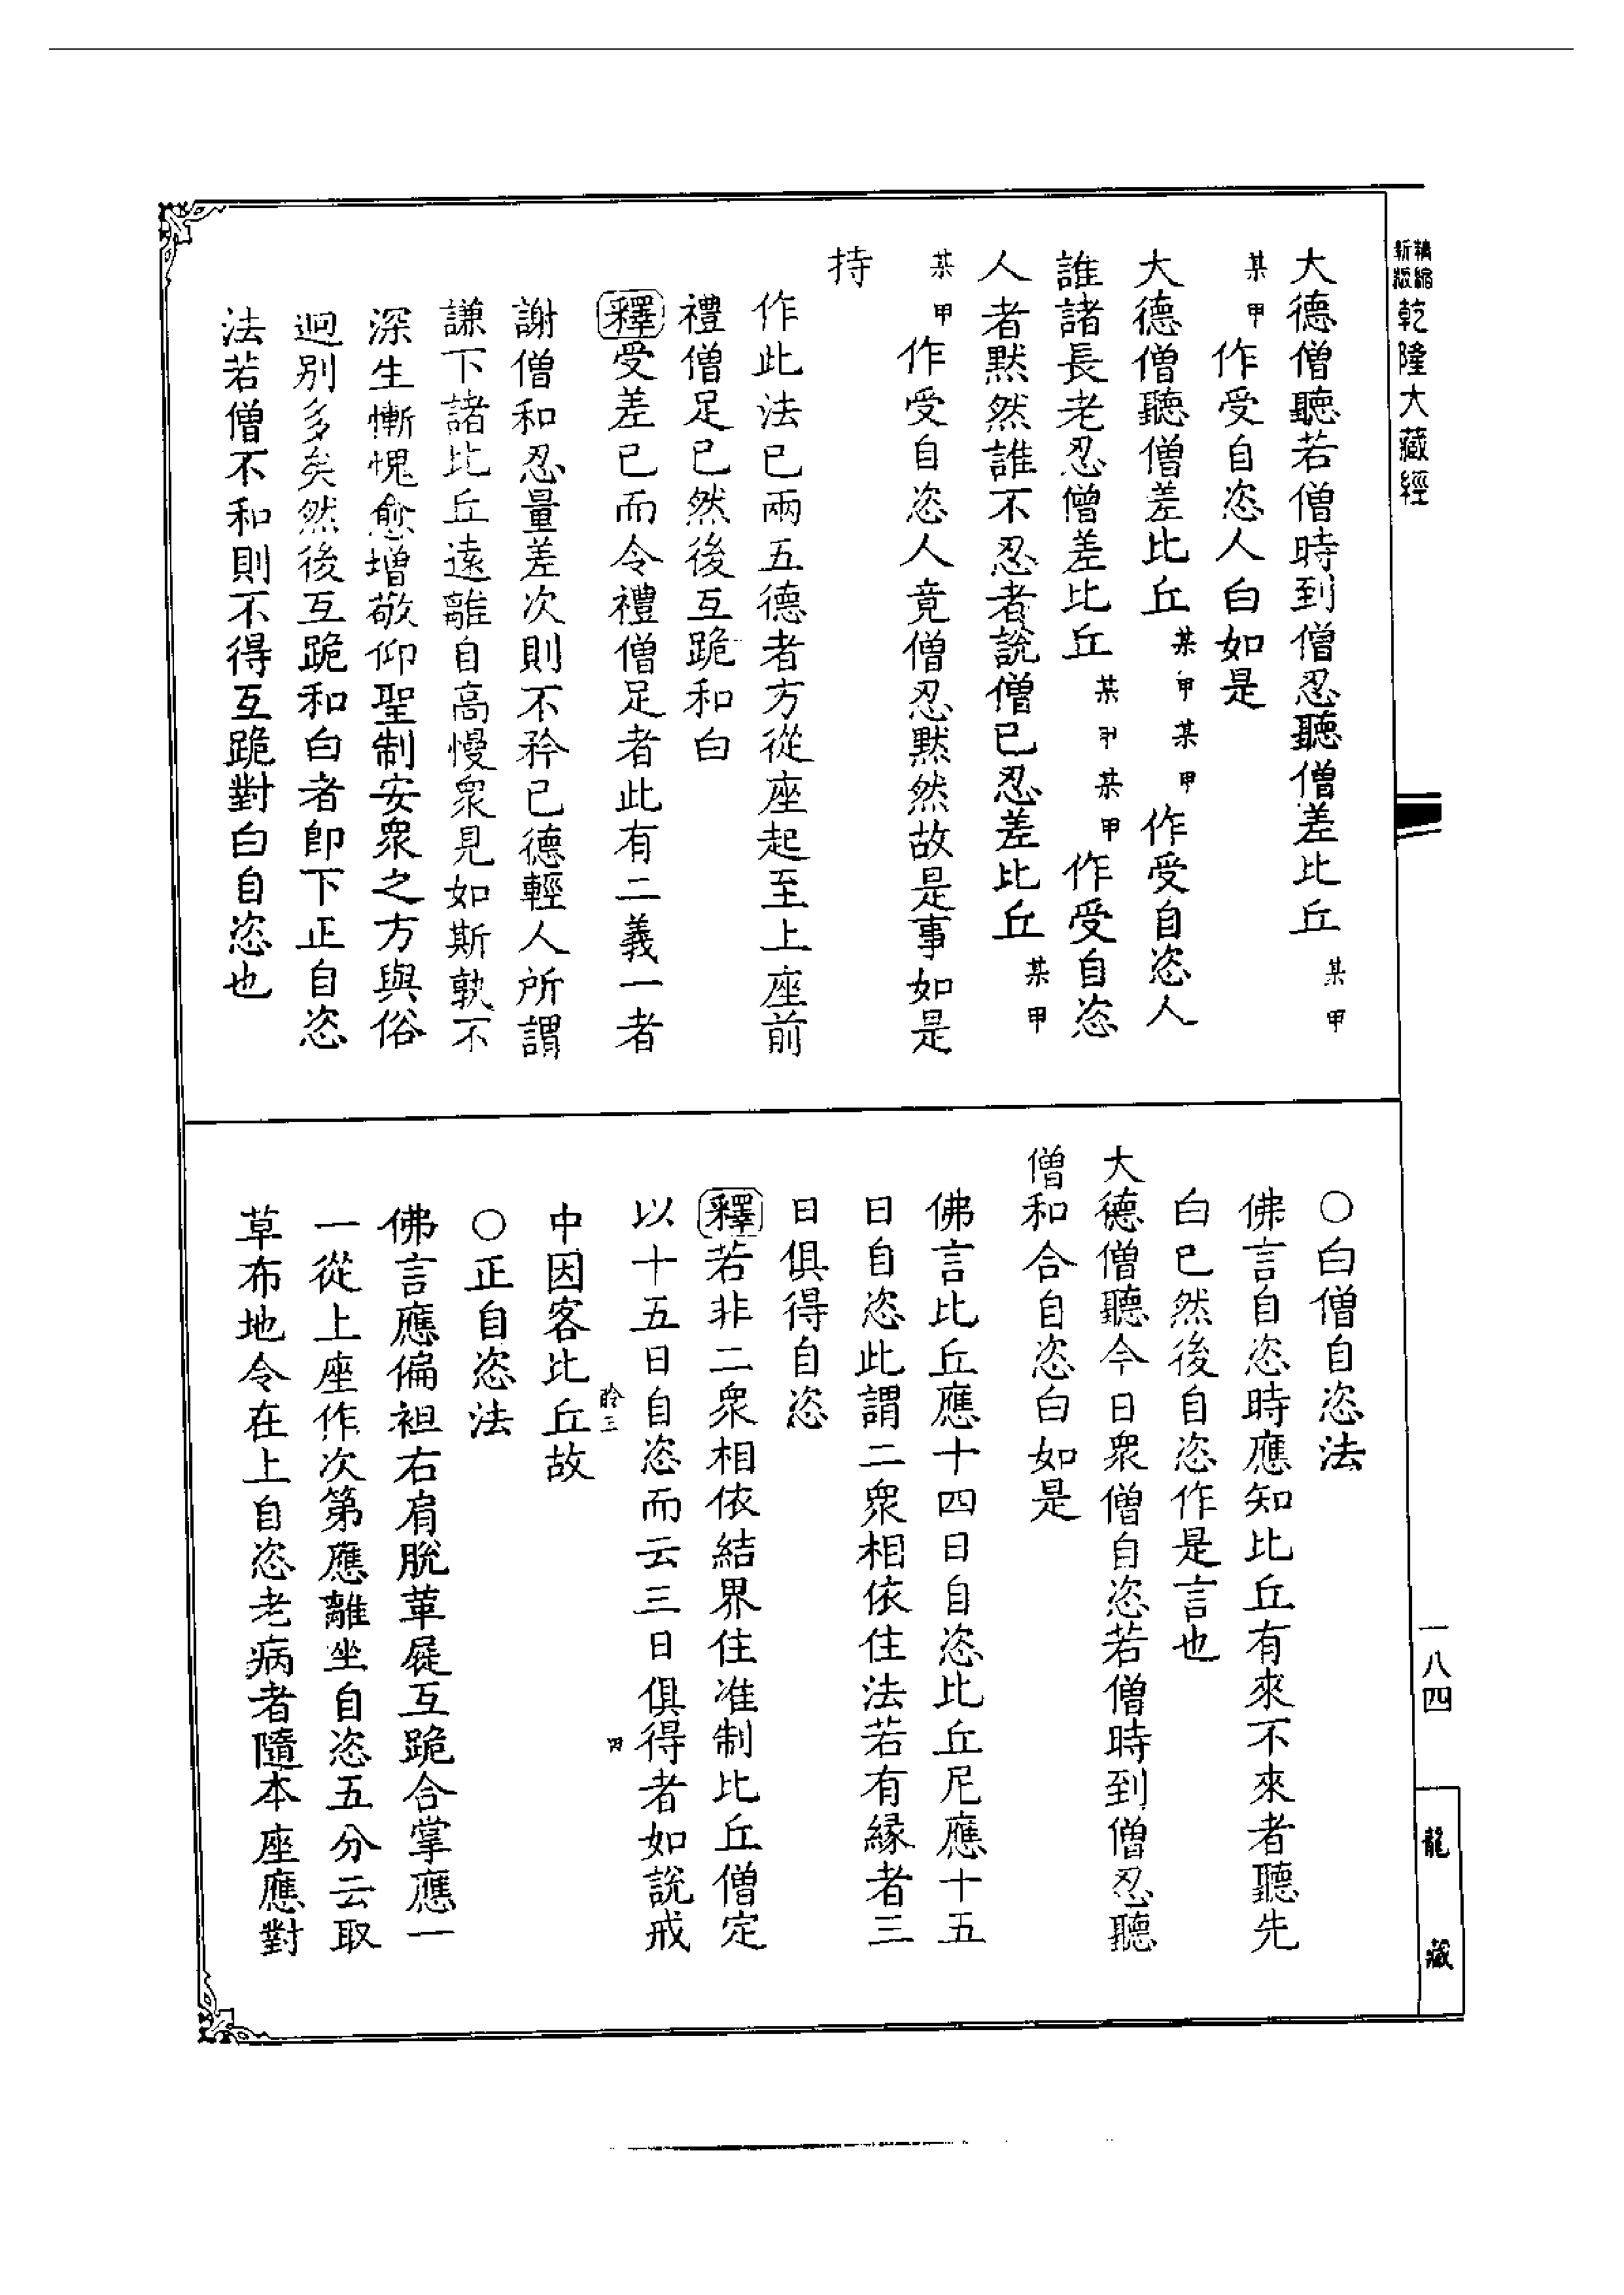 新版精縮乾隆大藏經
大德僧聽若僧時到僧忍聽僧差比丘某甲
某甲作受自恣人白如是
大德僧聽僧差比丘某甲某甲作受自恣人
誰諸長老忍僧差比丘某甲某甲作受自恣
人者默然誰不忍者說僧已忍差比丘某甲
某甲作受自恣人竟僧忍默然故是事如是
持
作此法已兩五德者方從座起至上座前
禮僧足已然後互跪和白
釋受差已而令禮僧足者此有二義一者
謝僧和忍量差次則不矜已德輕人所謂
謙下諸比丘遠離自高慢衆見如斯孰不
深生慚愧愈增敬仰聖制安衆之方與俗
迥别多矣然後互跪和白者卽下正自恣
法若僧不和則不得互跪對白自恣也
○白僧自恣法
佛言自恣時應知比丘有來不來者聽先
白已然後自恣作是言也
大德僧聽今日衆僧自恣若僧時到僧忍聽
僧和合自恣白如是
佛言比丘應十四日自恣比丘尼應十五
日自恣此謂二衆相依住法若有緣者三
日俱得自恣
釋若非二衆相依結界住准制比丘僧定
以十五日自恣而云三日俱得者如說戒
中因客比丘故
○正自恣法
佛言應偏袒右肩脫革屣互跪合掌應一
一從上座作次第應離坐自恣五分云取
草布地令在上自恣老病者隨本座應對
一八四
龍藏